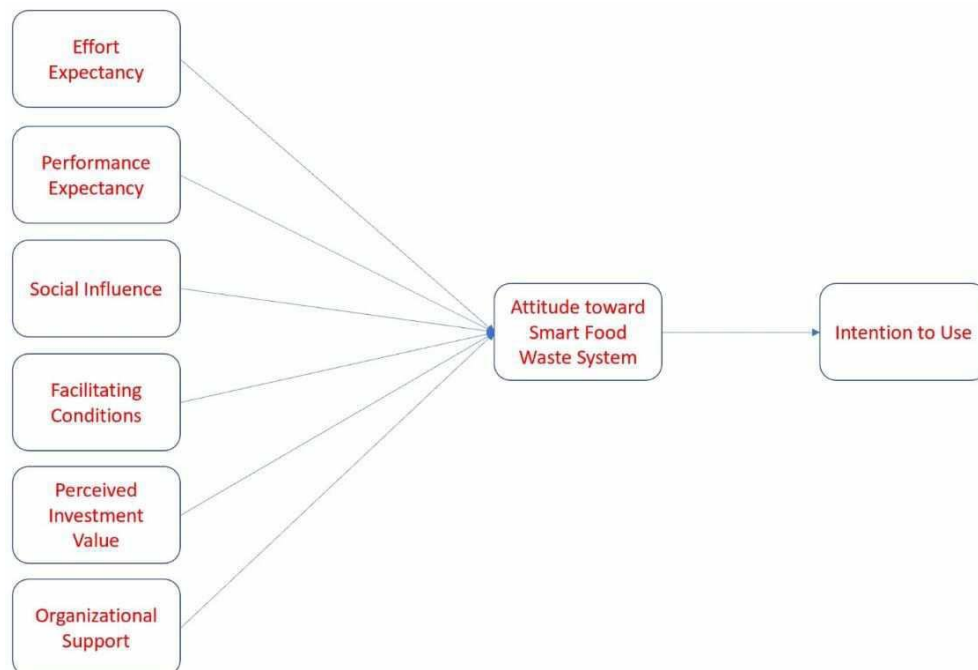 Effort
Expectancy
Performance
Expectancy
Social Influence
Facilitating
Conditions
Perceived
Investment
Value
Organizational
Support
Attitude toward
Smart Food
Waste System
Intention to Use